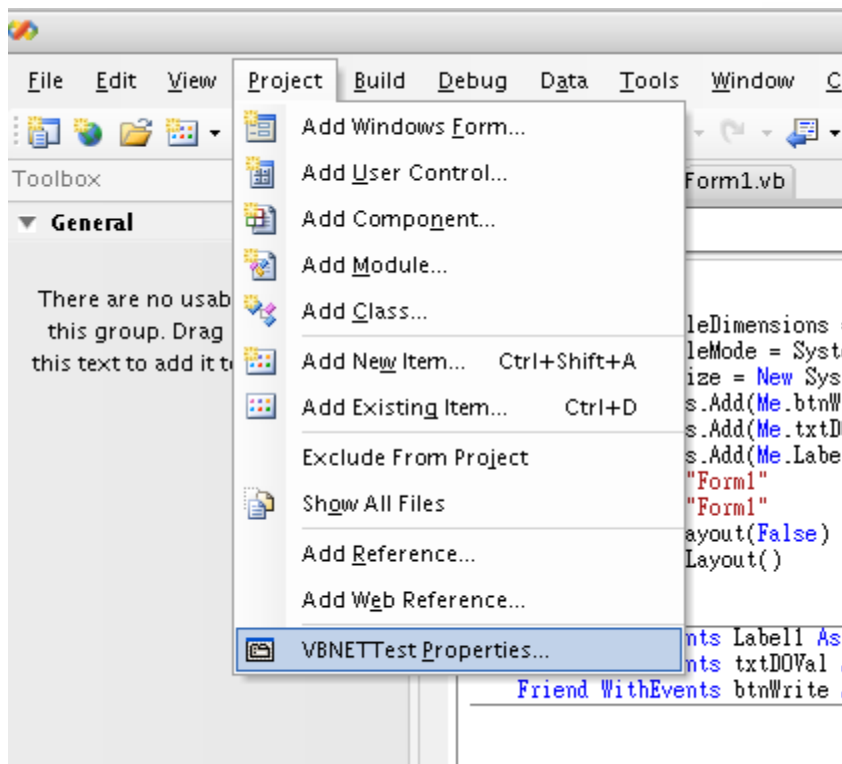 File Edit View Project Build Debug Data Tools Window C
Toolbox
General
There are no usab
this group. Drag
this text to add it t
Add Windows Form...
Add User Control...
Add Component...
Add Module...
Add Class...
Add New Item... Ctrl+Shift+A
Add Existing Item... Ctrl+D
Exclude From Project
Show All Files
Add Reference...
Add Web Reference...
VBNETTest Properties...
Form1.vb
leDimensions =
leMode = Syst
ize = New Sys
s.Add(Me.btnW
s.Add(Me.txtD
s.Add(Me.Labe
"Form1"
"Form1"
ayout(False)
Layout()
nts Label1 As
nts txtDOVal
Friend WithEvents btnWrite